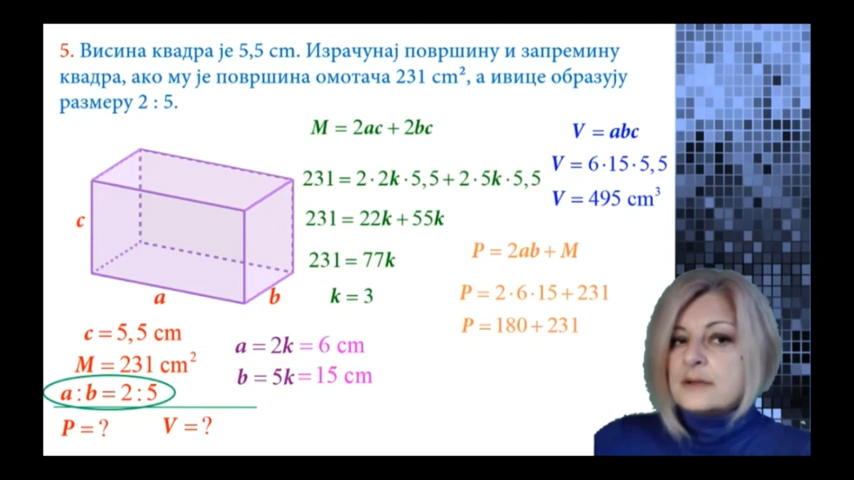 5. Висина квадра је 5,5 cm. Израчунај површину и запремину
квадра, ако му је површина омотача 231 cm², а ивице образују
размеру 2 : 5.
M = 2ac + 2bc
231 = 2 · 2k · 5,5 + 2 · 5k · 5,5
231 = 22k + 55k
231 = 77k
k = 3
V = abc
V = 6 · 15 · 5,5
V = 495 cm³
P = 2ab + M
P = 2 · 6 · 15 + 231
P = 180 + 231
c
a
b
c = 5,5 cm
M = 231 cm²
a : b = 2 : 5
P = ?
V = ?
a = 2k = 6 cm
b = 5k = 15 cm